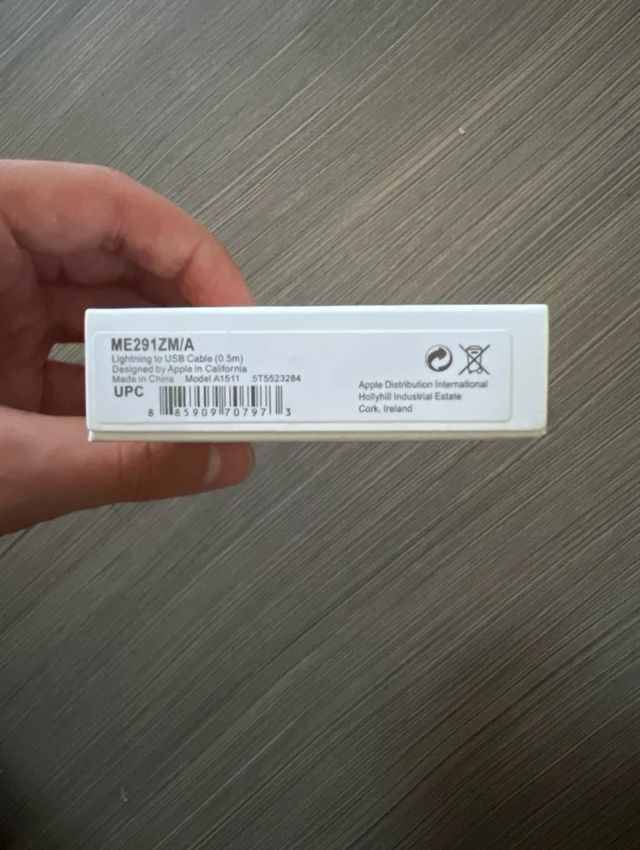 ME291ZM/A
Lightning to USB Cable (0.5m)
Designed by Apple in California
Made in China Model A1511 5T5523284
UPC
8 85909 70797 3
Apple Distribution International
Hollyhill Industrial Estate
Cork, Ireland